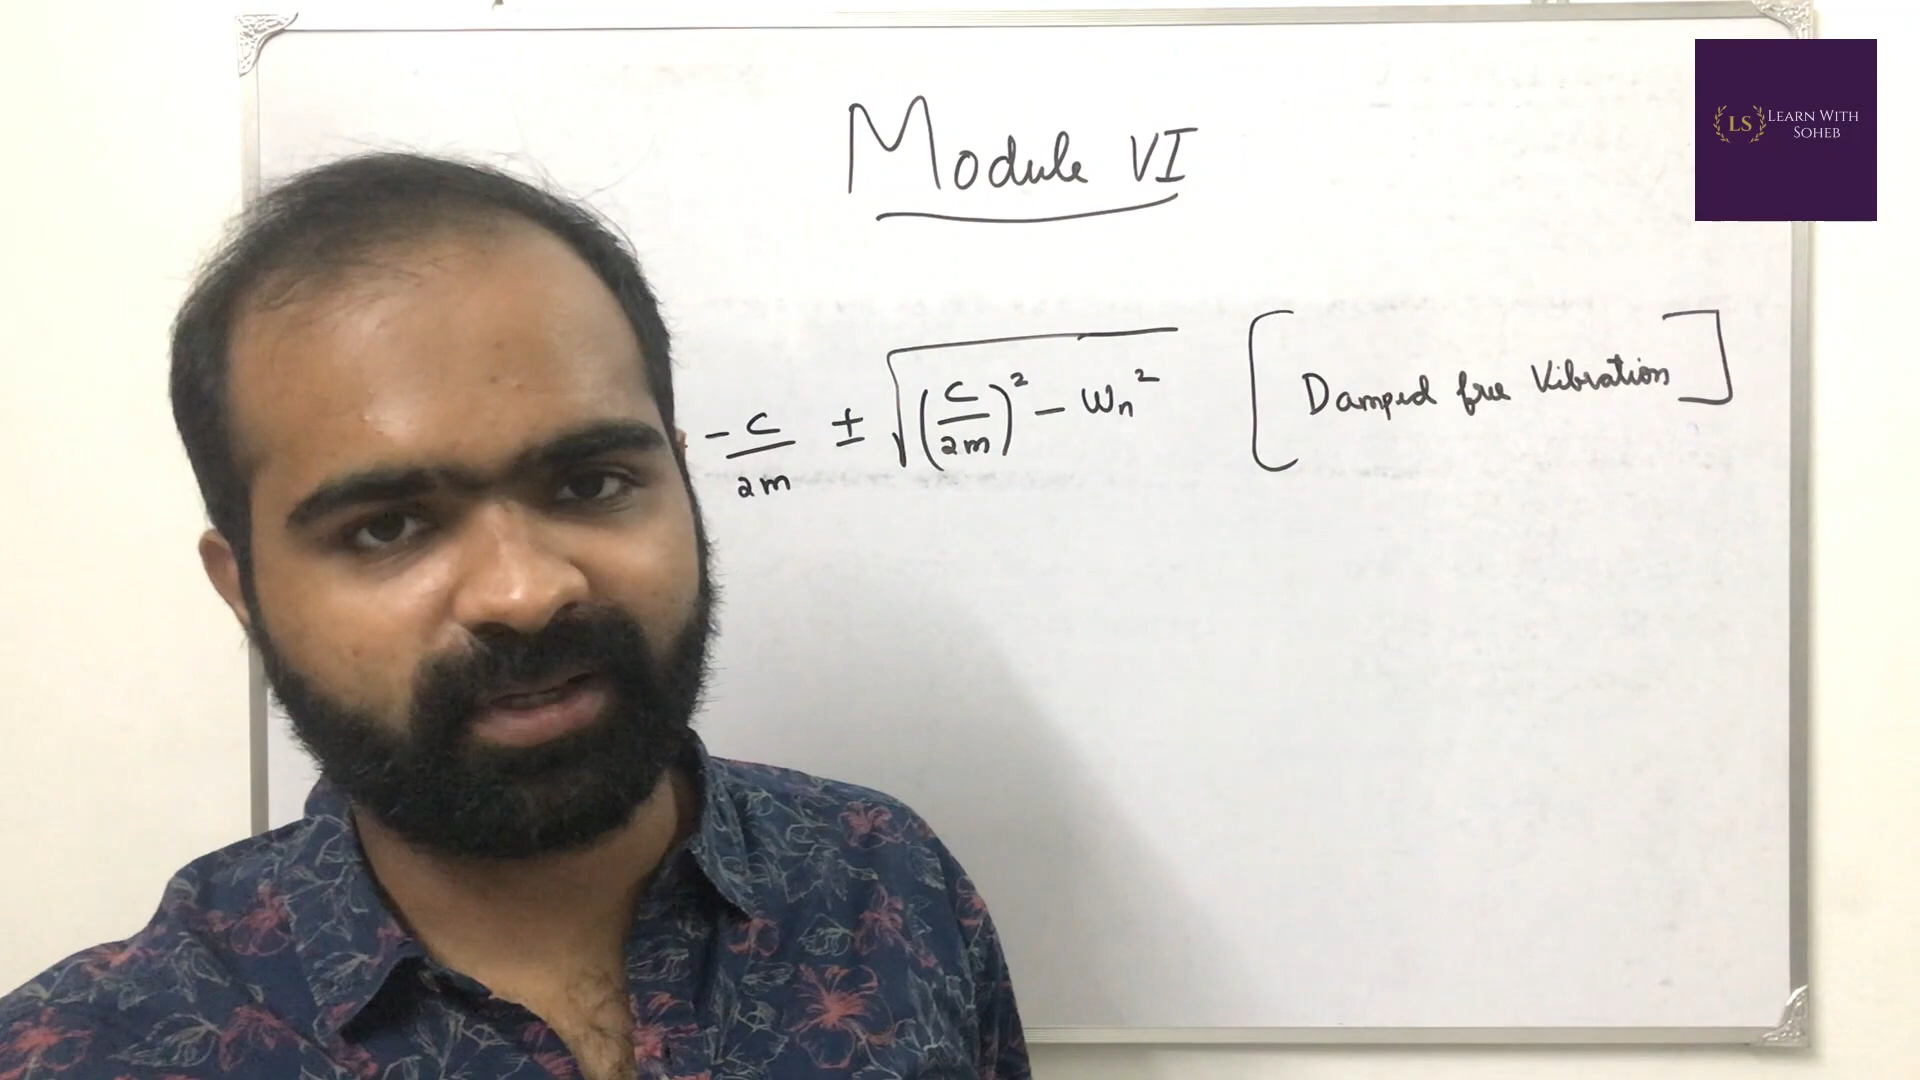 Module VI
- c/2m ± √(c/2m)² - ωn² [Damped free Vibration]
LS LEARN WITH
SOHEB